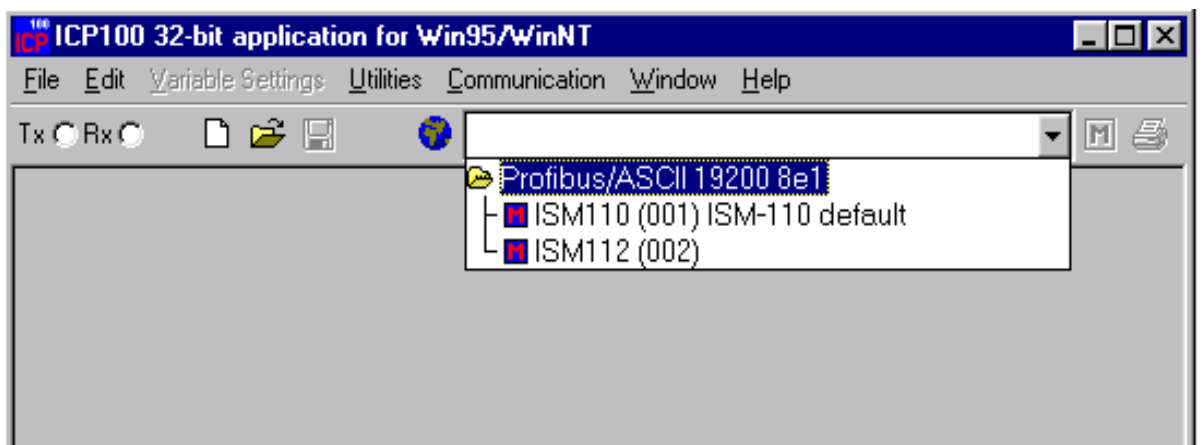 100
ICP ICP100 32-bit application for Win95/WinNT
File Edit Variable Settings Utilities Communication Window Help
Tx Rx M
Profibus/ASCII 19200 8e1
M ISM110 (001) ISM-110 default
M ISM112 (002)